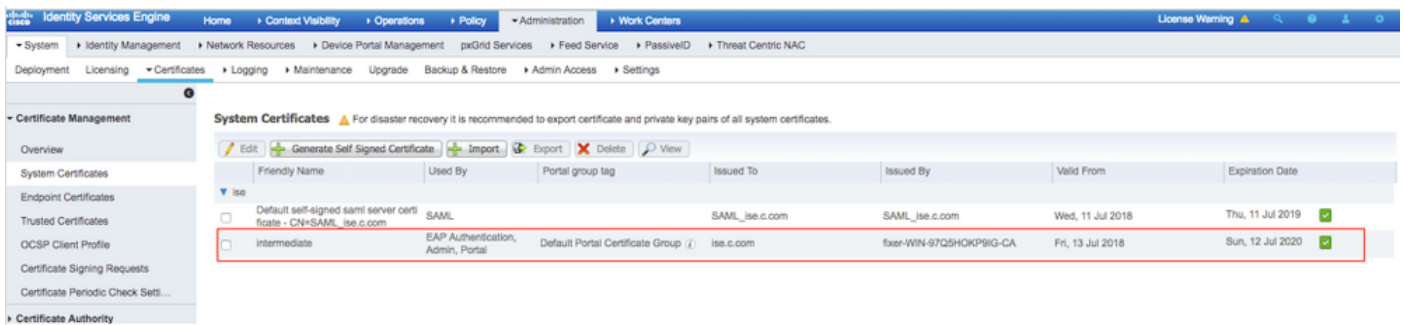 cisco Identity Services Engine Home Context Visibility Operations Policy Administration Work Centers License Warning
System Identity Management Network Resources Device Portal Management pxGrid Services Feed Service PassiveID Threat Centric NAC
Deployment Licensing Certificates Logging Maintenance Upgrade Backup & Restore Admin Access Settings
Certificate Management
Overview
System Certificates
Endpoint Certificates
Trusted Certificates
OCSP Client Profile
Certificate Signing Requests
Certificate Periodic Check Setti...
Certificate Authority
System Certificates For disaster recovery it is recommended to export certificate and private key pairs of all system certificates.
Edit Generate Self Signed Certificate Import Export Delete View
Friendly Name Used By Portal group tag Issued To Issued By Valid From Expiration Date
ise
Default self-signed saml server certi
ficate - CN=SAML_ise.c.com SAML SAML_ise.c.com SAML_ise.c.com Wed, 11 Jul 2018 Thu, 11 Jul 2019
intermediate EAP Authentication, Default Portal Certificate Group ise.c.com fixer-WIN-97Q5HOKP9IG-CA Fri, 13 Jul 2018 Sun, 12 Jul 2020
Admin, Portal